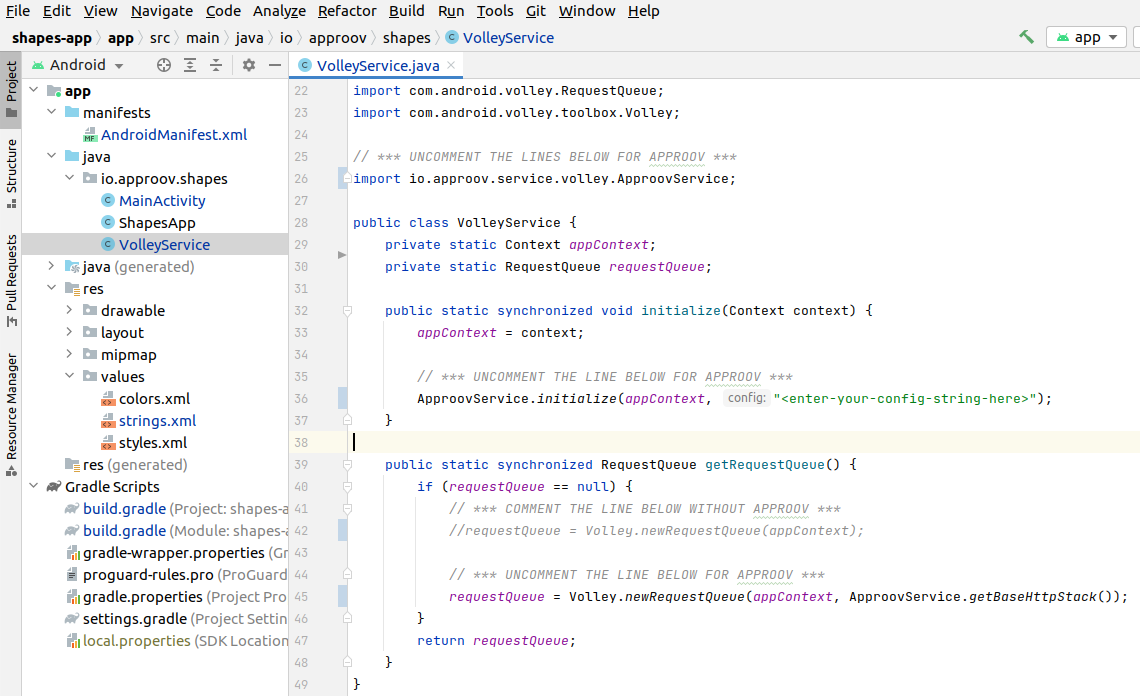 File Edit View Navigate Code Analyze Refactor Build Run Tools Git Window Help
shapes-app app src main java io approov shapes VolleyService app
Project
Structure
Pull Requests
Resource Manager
Android
app
manifests
AndroidManifest.xml
java
io.approov.shapes
MainActivity
ShapesApp
VolleyService
java (generated)
res
drawable
layout
mipmap
values
colors.xml
strings.xml
styles.xml
res (generated)
Gradle Scripts
build.gradle (Project: shapes-a
build.gradle (Module: shapes-a
gradle-wrapper.properties (Gr
proguard-rules.pro (ProGuard
gradle.properties (Project Pro
settings.gradle (Project Settin
local.properties (SDK Location
VolleyService.java
22 import com.android.volley.RequestQueue;
23 import com.android.volley.toolbox.Volley;
24
25 // *** UNCOMMENT THE LINES BELOW FOR APPROOV ***
26 import io.approov.service.volley.ApproovService;
27
28 public class VolleyService {
29 private static Context appContext;
30 private static RequestQueue requestQueue;
31
32 public static synchronized void initialize(Context context) {
33 appContext = context;
34
35 // *** UNCOMMENT THE LINE BELOW FOR APPROOV ***
36 ApproovService.initialize(appContext, config: "<enter-your-config-string-here>");
37 }
38
39 public static synchronized RequestQueue getRequestQueue() {
40 if (requestQueue == null) {
41 // *** COMMENT THE LINE BELOW WITHOUT APPROOV ***
42 //requestQueue = Volley.newRequestQueue(appContext);
43
44 // *** UNCOMMENT THE LINE BELOW FOR APPROOV ***
45 requestQueue = Volley.newRequestQueue(appContext, ApproovService.getBaseHttpStack());
46 }
47 return requestQueue;
48 }
49 }